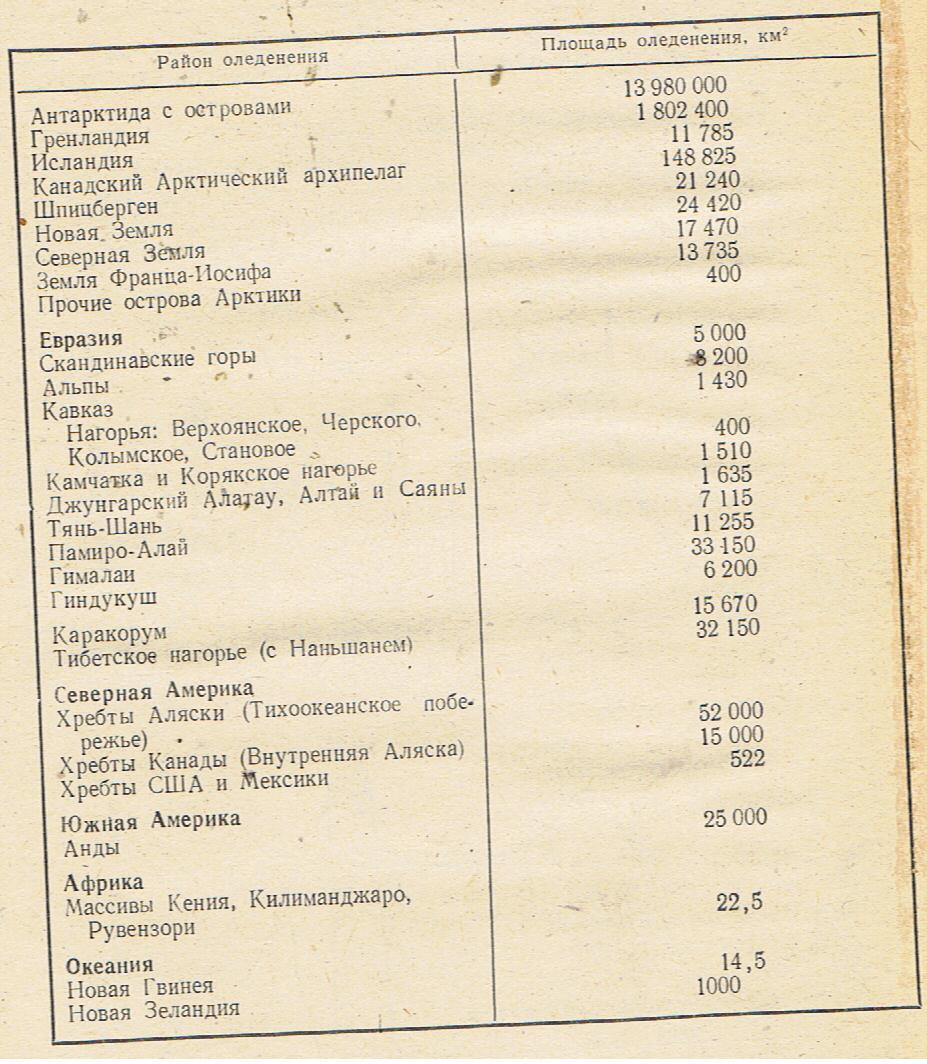 Район оледенения Площадь оледенения, км²
Антарктида с островами 13 980 000
Гренландия 1 802 400
Исландия 11 785
Канадский Арктический архипелаг 148 825
Шпицберген 21 240
Новая Земля 24 420
Северная Земля 17 470
Земля Франца-Иосифа 13 735
Прочие острова Арктики 400
Евразия
Скандинавские горы 5 000
Альпы 8 200
Кавказ 1 430
Нагорья: Верхоянское, Черского,
Колымское, Становое 400
Камчатка и Корякское нагорье 1 510
Джунгарский Алатау, Алтай и Саяны 1 635
Тянь-Шань 7 115
Памиро-Алай 11 255
Гималаи 33 150
Гиндукуш 6 200
Каракорум 15 670
Тибетское нагорье (с Наньшанем) 32 150
Северная Америка
Хребты Аляски (Тихоокеанское побе-
режье) 52 000
Хребты Канады (Внутренняя Аляска) 15 000
Хребты США и Мексики 522
Южная Америка
Анды 25 000
Африка
Массивы Кения, Килиманджаро,
Рувензори 22,5
Океания
Новая Гвинея 14,5
Новая Зеландия 1000